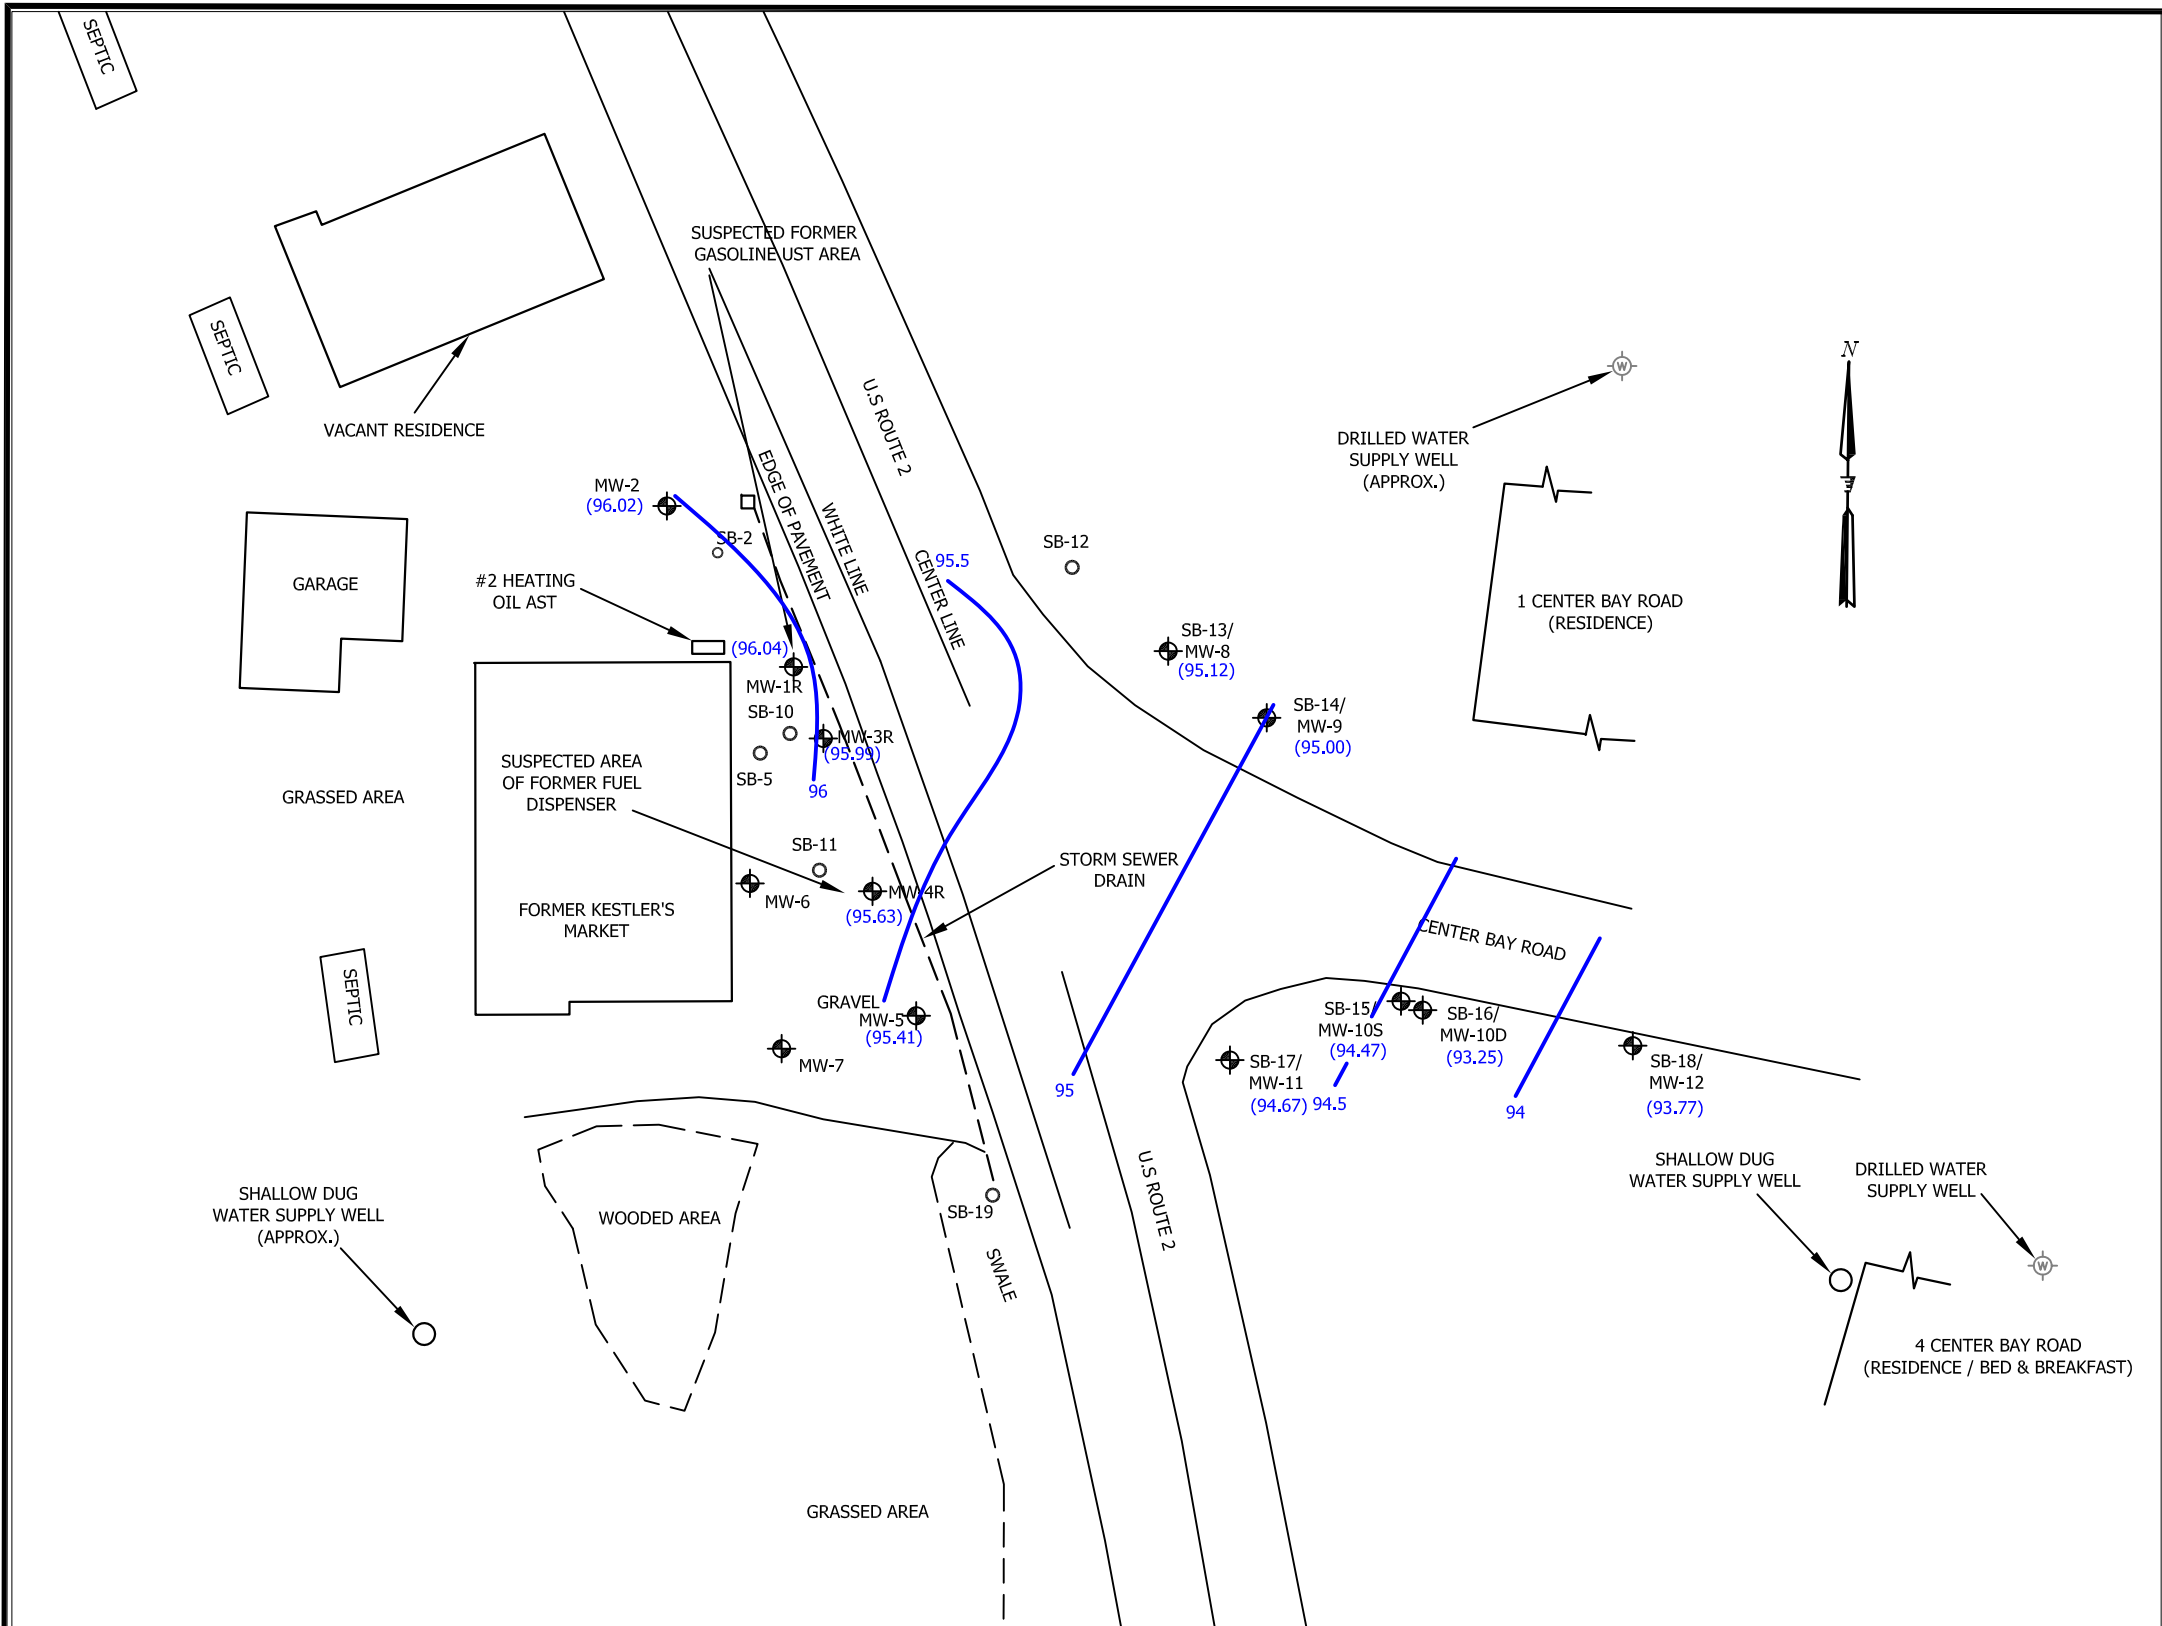 SEPTIC
SUSPECTED FORMER
GASOLINE UST AREA
SEPTIC
VACANT RESIDENCE
N
U.S ROUTE 2
DRILLED WATER
SUPPLY WELL
(APPROX.)
W
MW-2
(96.02)
SB-2
EDGE OF PAVEMENT
WHITE LINE
CENTER LINE
95.5
SB-12
GARAGE
#2 HEATING
OIL AST
1 CENTER BAY ROAD
(RESIDENCE)
(96.04)
MW-1R
SB-13/
MW-8
(95.12)
SB-10
MW-3R
(95.99)
SB-5
96
SB-14/
MW-9
(95.00)
SUSPECTED AREA
OF FORMER FUEL
DISPENSER
GRASSED AREA
SB-11
MW-4R
(95.63)
MW-6
STORM SEWER
DRAIN
FORMER KESTLER'S
MARKET
CENTER BAY ROAD
SEPTIC
GRAVEL
MW-5
(95.41)
MW-7
SB-15/
MW-10S
(94.47)
SB-16/
MW-10D
(93.25)
SB-17/
MW-11
(94.67)
94.5
95
94
SB-18/
MW-12
(93.77)
U.S ROUTE 2
SHALLOW DUG
WATER SUPPLY WELL
DRILLED WATER
SUPPLY WELL
W
SHALLOW DUG
WATER SUPPLY WELL
(APPROX.)
WOODED AREA
SB-19
SWALE
4 CENTER BAY ROAD
(RESIDENCE / BED & BREAKFAST)
GRASSED AREA